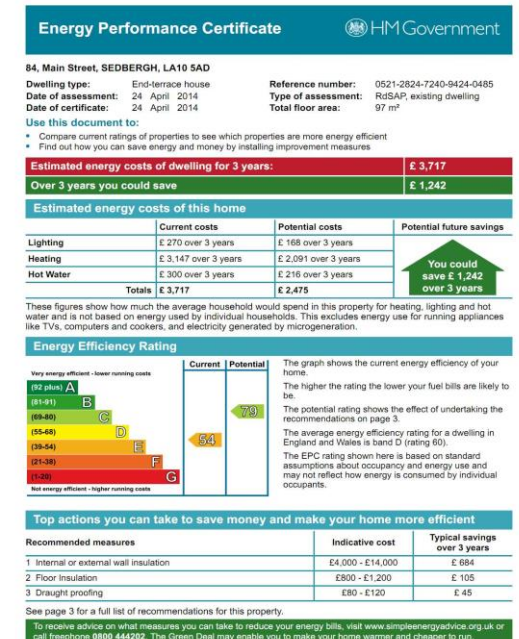 Energy Performance Certificate
HM Government
84, Main Street, SEDBERGH, LA10 5AD
Dwelling type: End-terrace house
Date of assessment: 24 April 2014
Date of certificate: 24 April 2014
Reference number: 0521-2824-7240-9424-0485
Type of assessment: RdSAP, existing dwelling
Total floor area: 97 m²
Use this document to:
• Compare current ratings of properties to see which properties are more energy efficient
• Find out how you can save energy and money by installing improvement measures
Estimated energy costs of dwelling for 3 years: £ 3,717
Over 3 years you could save £ 1,242
Estimated energy costs of this home
Current costs Potential costs Potential future savings
Lighting £ 270 over 3 years £ 168 over 3 years
Heating £ 3,147 over 3 years £ 2,091 over 3 years
Hot Water £ 300 over 3 years £ 216 over 3 years
Totals £ 3,717 £ 2,475
You could
save £ 1,242
over 3 years
These figures show how much the average household would spend in this property for heating, lighting and hot
water and is not based on energy used by individual households. This excludes energy use for running appliances
like TVs, computers and cookers, and electricity generated by microgeneration.
Energy Efficiency Rating
Current Potential
Very energy efficient - lower running costs
(92 plus) A
(81-91) B
(69-80) C
(55-68) D
(39-54) E
(21-38) F
(1-20) G
Not energy efficient - higher running costs
54
79
The graph shows the current energy efficiency of your
home.
The higher the rating the lower your fuel bills are likely to
be.
The potential rating shows the effect of undertaking the
recommendations on page 3.
The average energy efficiency rating for a dwelling in
England and Wales is band D (rating 60).
The EPC rating shown here is based on standard
assumptions about occupancy and energy use and
may not reflect how energy is consumed by individual
occupants.
Top actions you can take to save money and make your home more efficient
Recommended measures Indicative cost Typical savings
over 3 years
1 Internal or external wall insulation £4,000 - £14,000 £ 684
2 Floor Insulation £800 - £1,200 £ 105
3 Draught proofing £80 - £120 £ 45
See page 3 for a full list of recommendations for this property.
To receive advice on what measures you can take to reduce your energy bills, visit www.simpleenergyadvice.org.uk or
call freephone 0800 444202. The Green Deal may enable you to make your home warmer and cheaper to run.